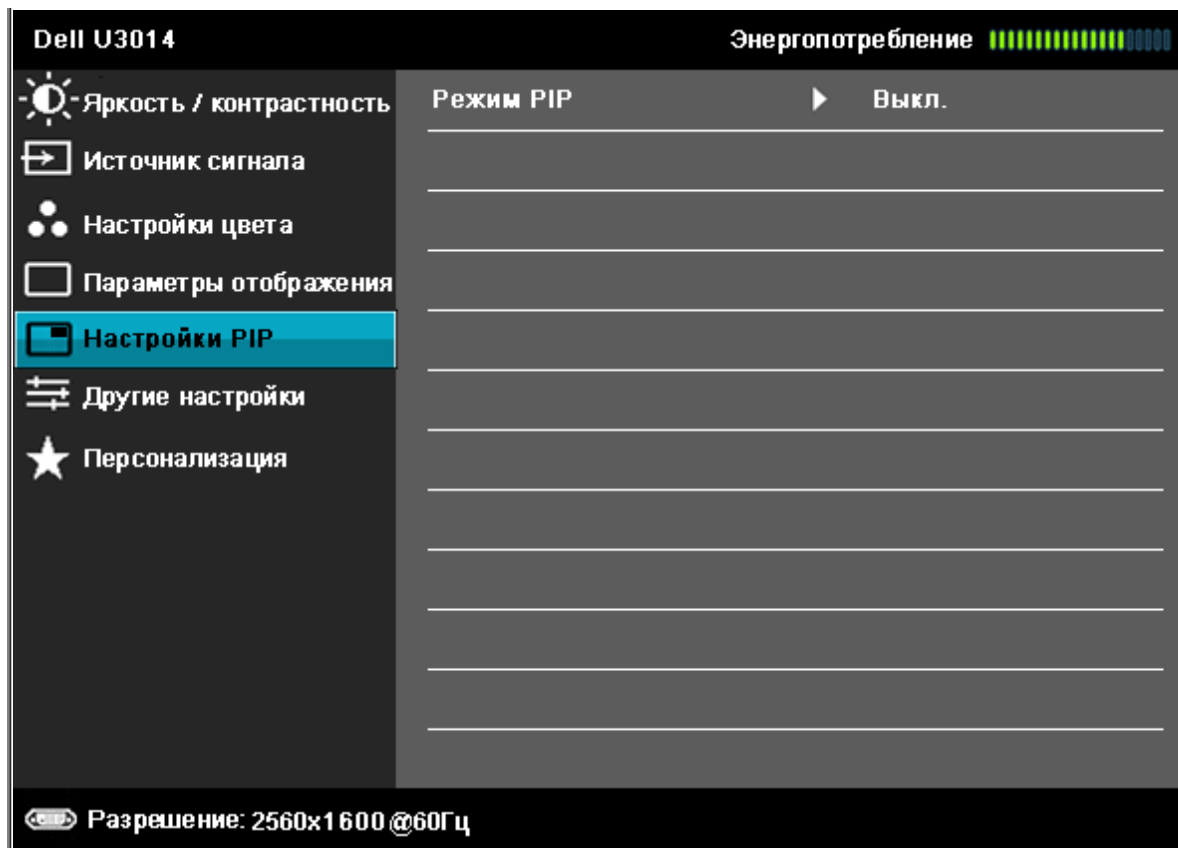 Dell U3014
Энергопотребление
Яркость / контрастность
Режим PIP
Выкл.
Источник сигнала
Настройки цвета
Параметры отображения
Настройки PIP
Другие настройки
Персонализация
Разрешение: 2560x1600 @60Гц